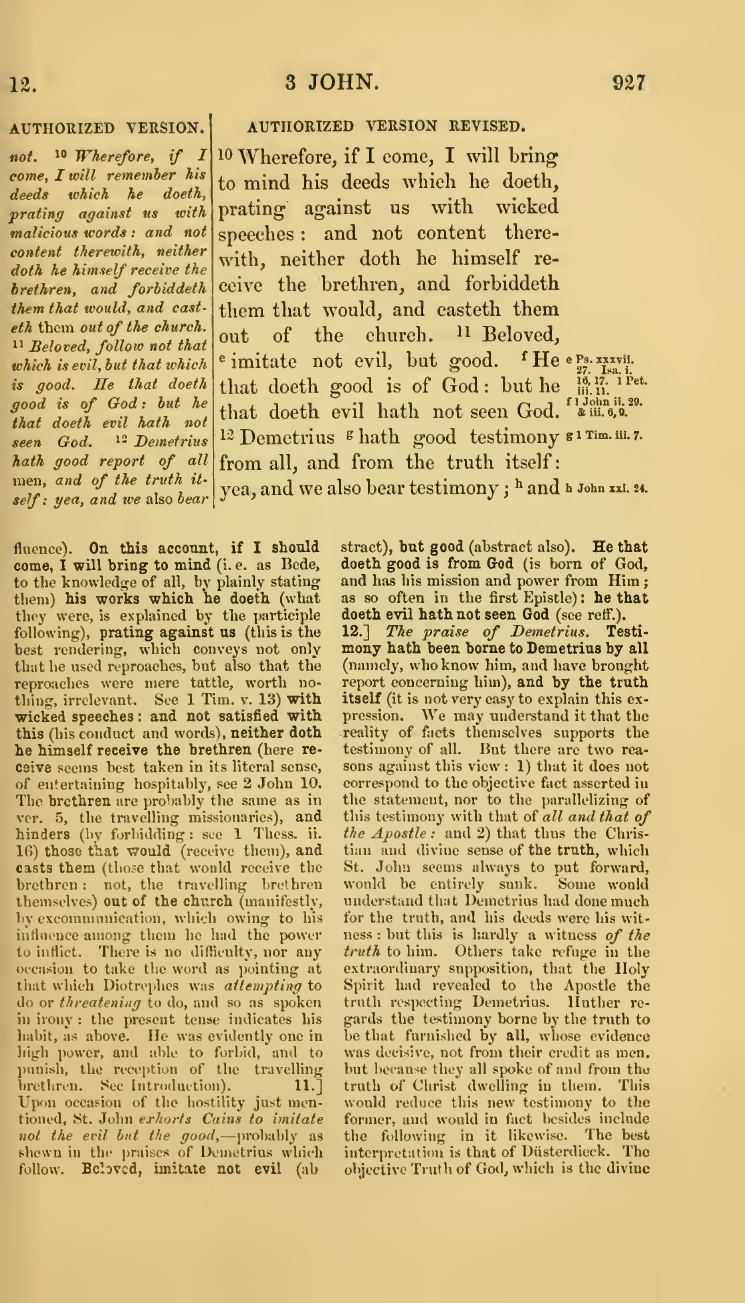 12.
3 JOHN.
927
AUTHORIZED VERSION.
not. 10 Wherefore, if I
come, I will remember his
deeds which he doeth,
prating against us with
malicious words: and not
content therewith, neither
doth he himself receive the
brethren, and forbiddeth
them that would, and cast-
eth them out of the church.
11 Beloved, follow not that
which is evil, but that which
is good. He that doeth
good is of God: but he
that doeth evil hath not
seen God. 12 Demetrius
hath good report of all
men, and of the truth it-
self: yea, and we also bear
AUTHORIZED VERSION REVISED.
10 Wherefore, if I come, I will bring
to mind his deeds which he doeth,
prating against us with wicked
speeches: and not content there-
with, neither doth he himself re-
ceive the brethren, and forbiddeth
them that would, and casteth them
out of the church. 11 Beloved,
e imitate not evil, but good. f He
that doeth good is of God: but he
that doeth evil hath not seen God.
12 Demetrius g hath good testimony
from all, and from the truth itself:
yea, and we also bear testimony; h and
e Ps. xxxvii.
27. Isa. i.
16, 17. 1 Pet.
iii. 11.
f 1 John ii. 29.
& iii. 6, 9.
g 1 Tim. iii. 7.
h John xxi. 24.
fluence). On this account, if I should
come, I will bring to mind (i. e. as Bede,
to the knowledge of all, by plainly stating
them) his works which he doeth (what
they were, is explained by the participle
following), prating against us (this is the
best rendering, which conveys not only
that he used reproaches, but also that the
reproaches were mere tattle, worth no-
thing, irrelevant. See 1 Tim. v. 13) with
wicked speeches: and not satisfied with
this (his conduct and words), neither doth
he himself receive the brethren (here re-
ceive seems best taken in its literal sense,
of entertaining hospitably, see 2 John 10.
The brethren are probably the same as in
ver. 5, the travelling missionaries), and
hinders (by forbidding: see 1 Thess. ii.
16) those that would (receive them), and
casts them (those that would receive the
brethren: not, the travelling brethren
themselves) out of the church (manifestly,
by excommunication, which owing to his
influence among them he had the power
to inflict. There is no difficulty, nor any
occasion to take the word as pointing at
that which Diotrephes was attempting to
do or threatening to do, and so as spoken
in irony: the present tense indicates his
habit, as above. He was evidently one in
high power, and able to forbid, and to
punish, the reception of the travelling
brethren. See Introduction). 11.]
Upon occasion of the hostility just men-
tioned, St. John exhorts Caius to imitate
not the evil but the good,—probably as
shewn in the praises of Demetrius which
follow. Beloved, imitate not evil (ab
stract), but good (abstract also). He that
doeth good is from God (is born of God,
and has his mission and power from Him;
as so often in the first Epistle): he that
doeth evil hath not seen God (see reff.).
12.] The praise of Demetrius. Testi-
mony hath been borne to Demetrius by all
(namely, who know him, and have brought
report concerning him), and by the truth
itself (it is not very easy to explain this ex-
pression. We may understand it that the
reality of facts themselves supports the
testimony of all. But there are two rea-
sons against this view: 1) that it does not
correspond to the objective fact asserted in
the statement, nor to the parallelizing of
this testimony with that of all and that of
the Apostle: and 2) that thus the Chris-
tian and divine sense of the truth, which
St. John seems always to put forward,
would be entirely sunk. Some would
understand that Demetrius had done much
for the truth, and his deeds were his wit-
ness: but this is hardly a witness of the
truth to him. Others take refuge in the
extraordinary supposition, that the Holy
Spirit had revealed to the Apostle the
truth respecting Demetrius. Huther re-
gards the testimony borne by the truth to
be that furnished by all, whose evidence
was decisive, not from their credit as men.
but because they all spoke of and from the
truth of Christ dwelling in them. This
would reduce this new testimony to the
former, and would in fact besides include
the following in it likewise. The best
interpretation is that of Düsterdieck. The
objective Truth of God, which is the divine